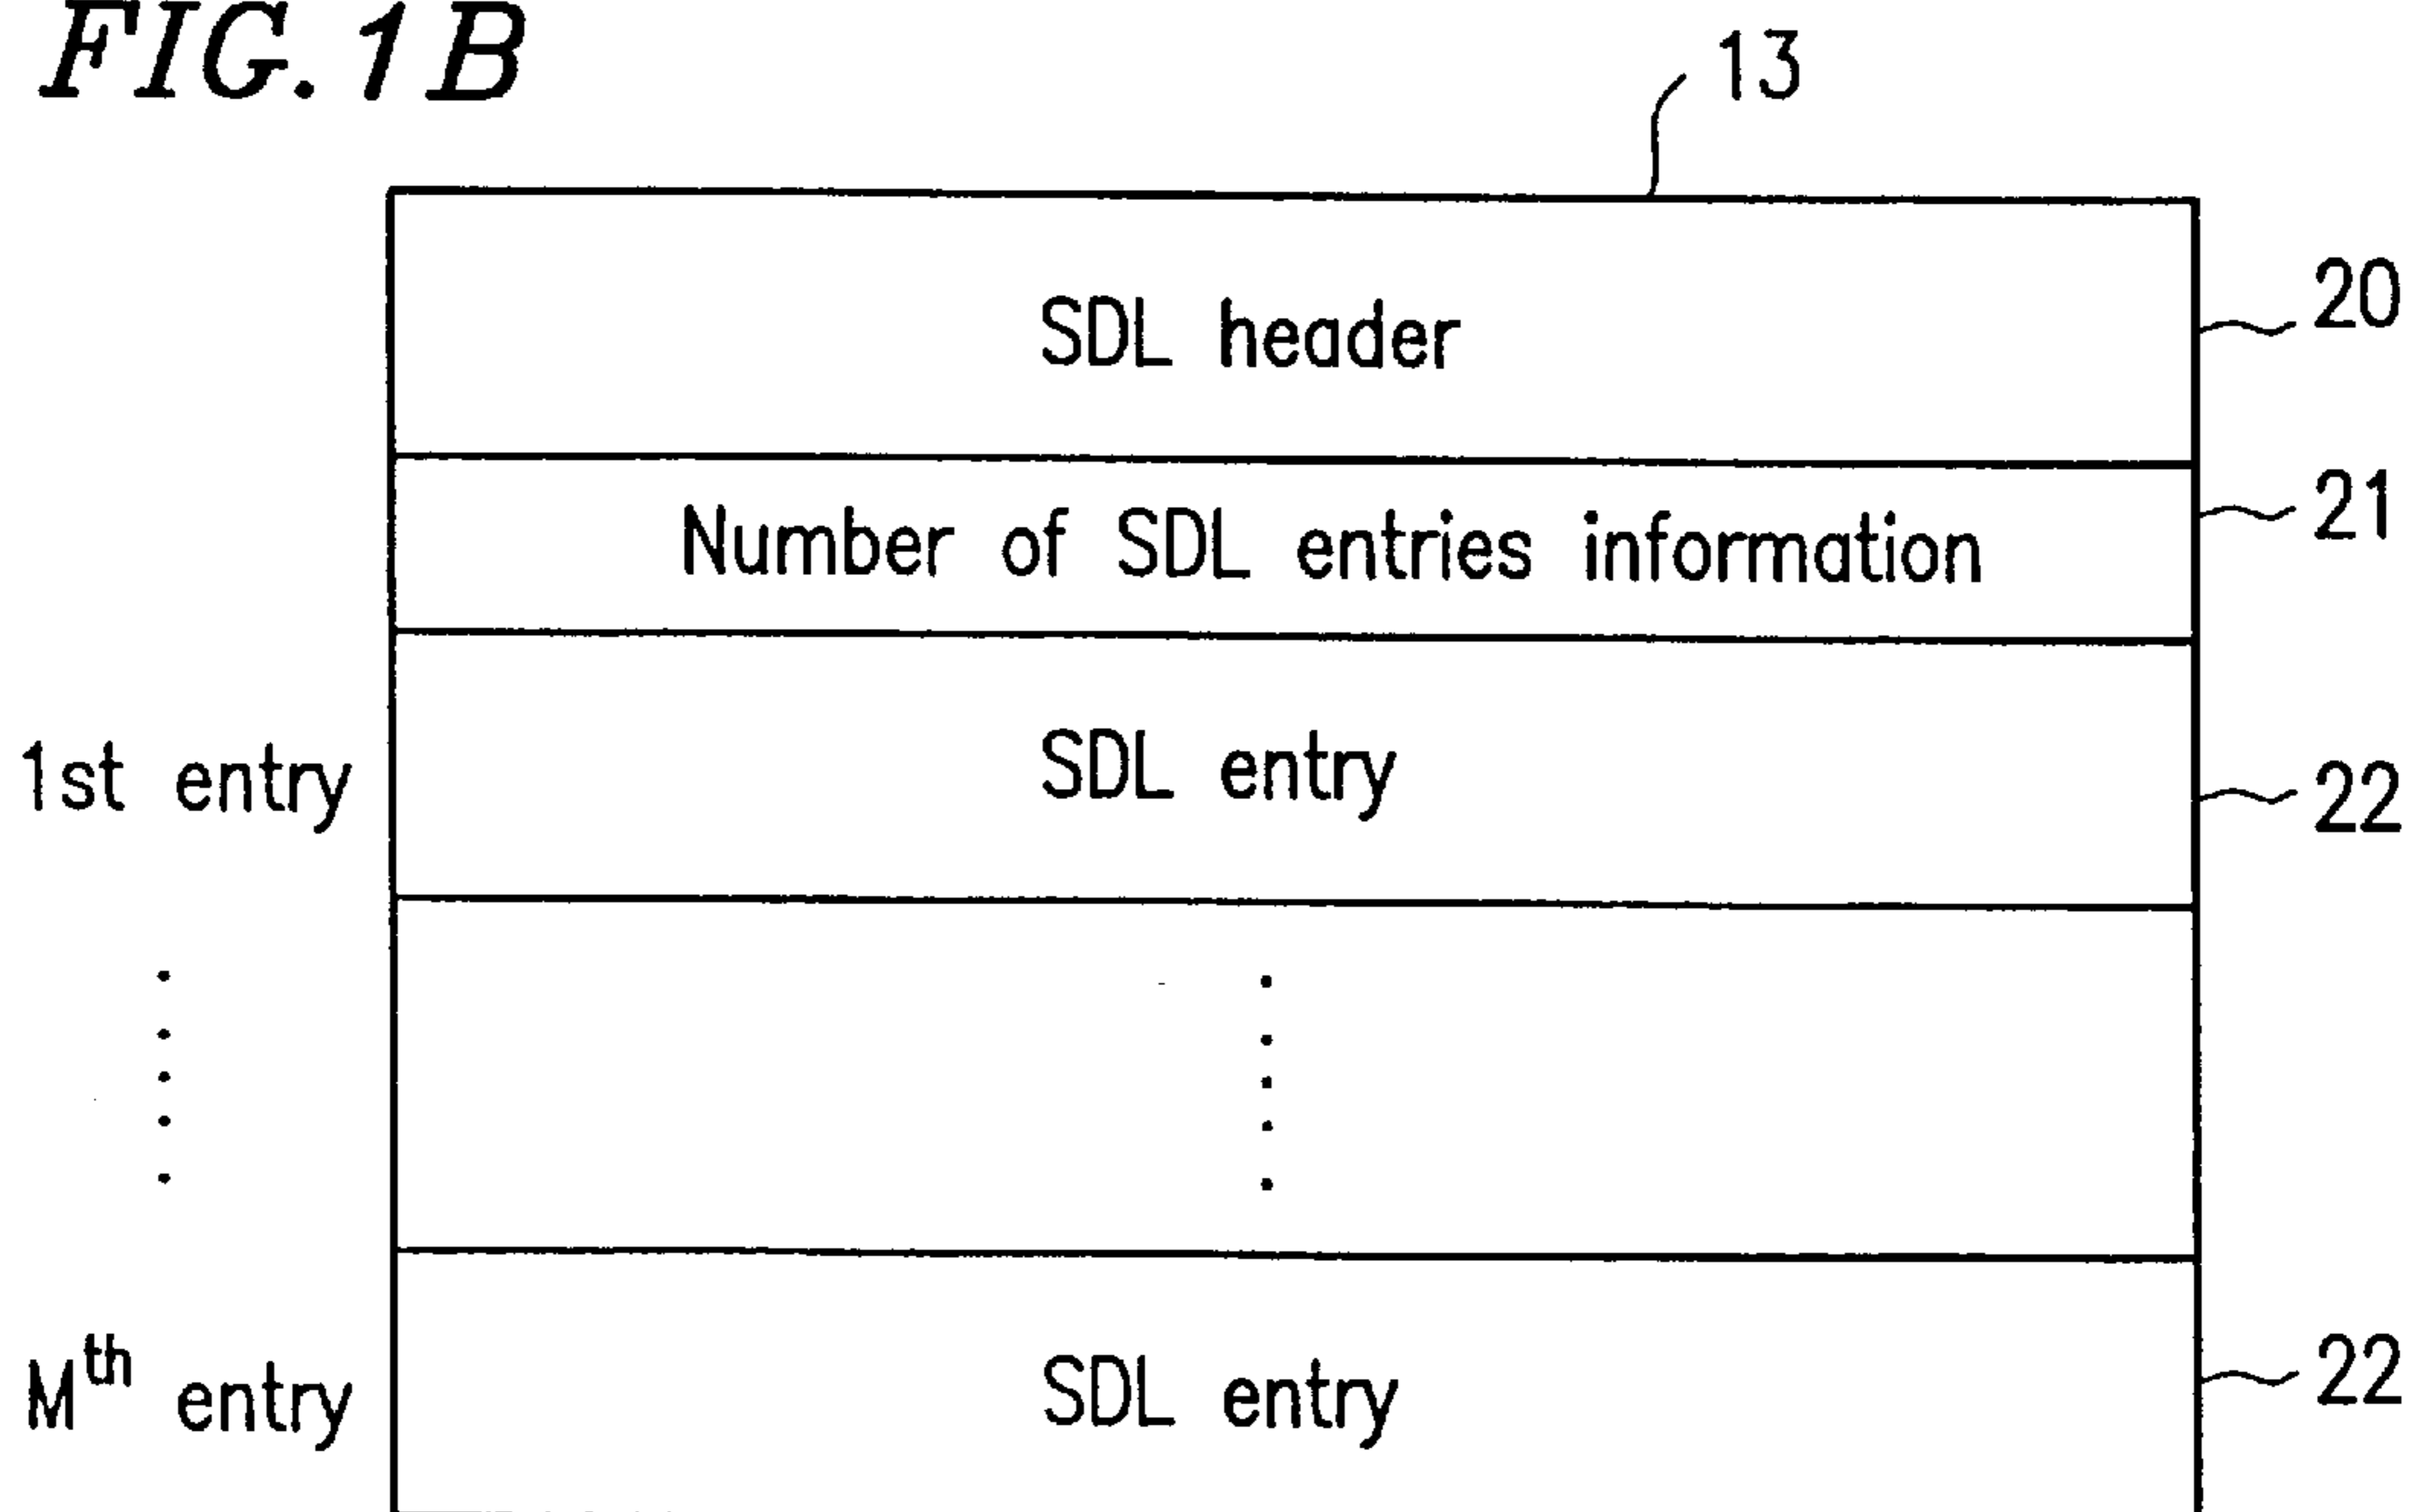 FIG. 1B
13
SDL header
20
Number of SDL entries information
21
1st entry
SDL entry
22
Mth entry
SDL entry
22